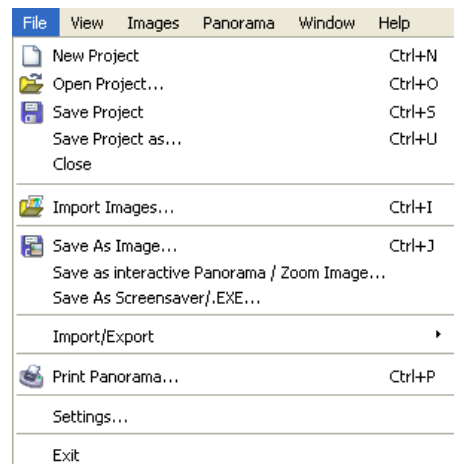 File View Images Panorama Window Help
New Project Ctrl+N
Open Project... Ctrl+O
Save Project Ctrl+S
Save Project as... Ctrl+U
Close
Import Images... Ctrl+I
Save As Image... Ctrl+J
Save as interactive Panorama / Zoom Image...
Save As Screensaver/.EXE...
Import/Export
Print Panorama... Ctrl+P
Settings...
Exit